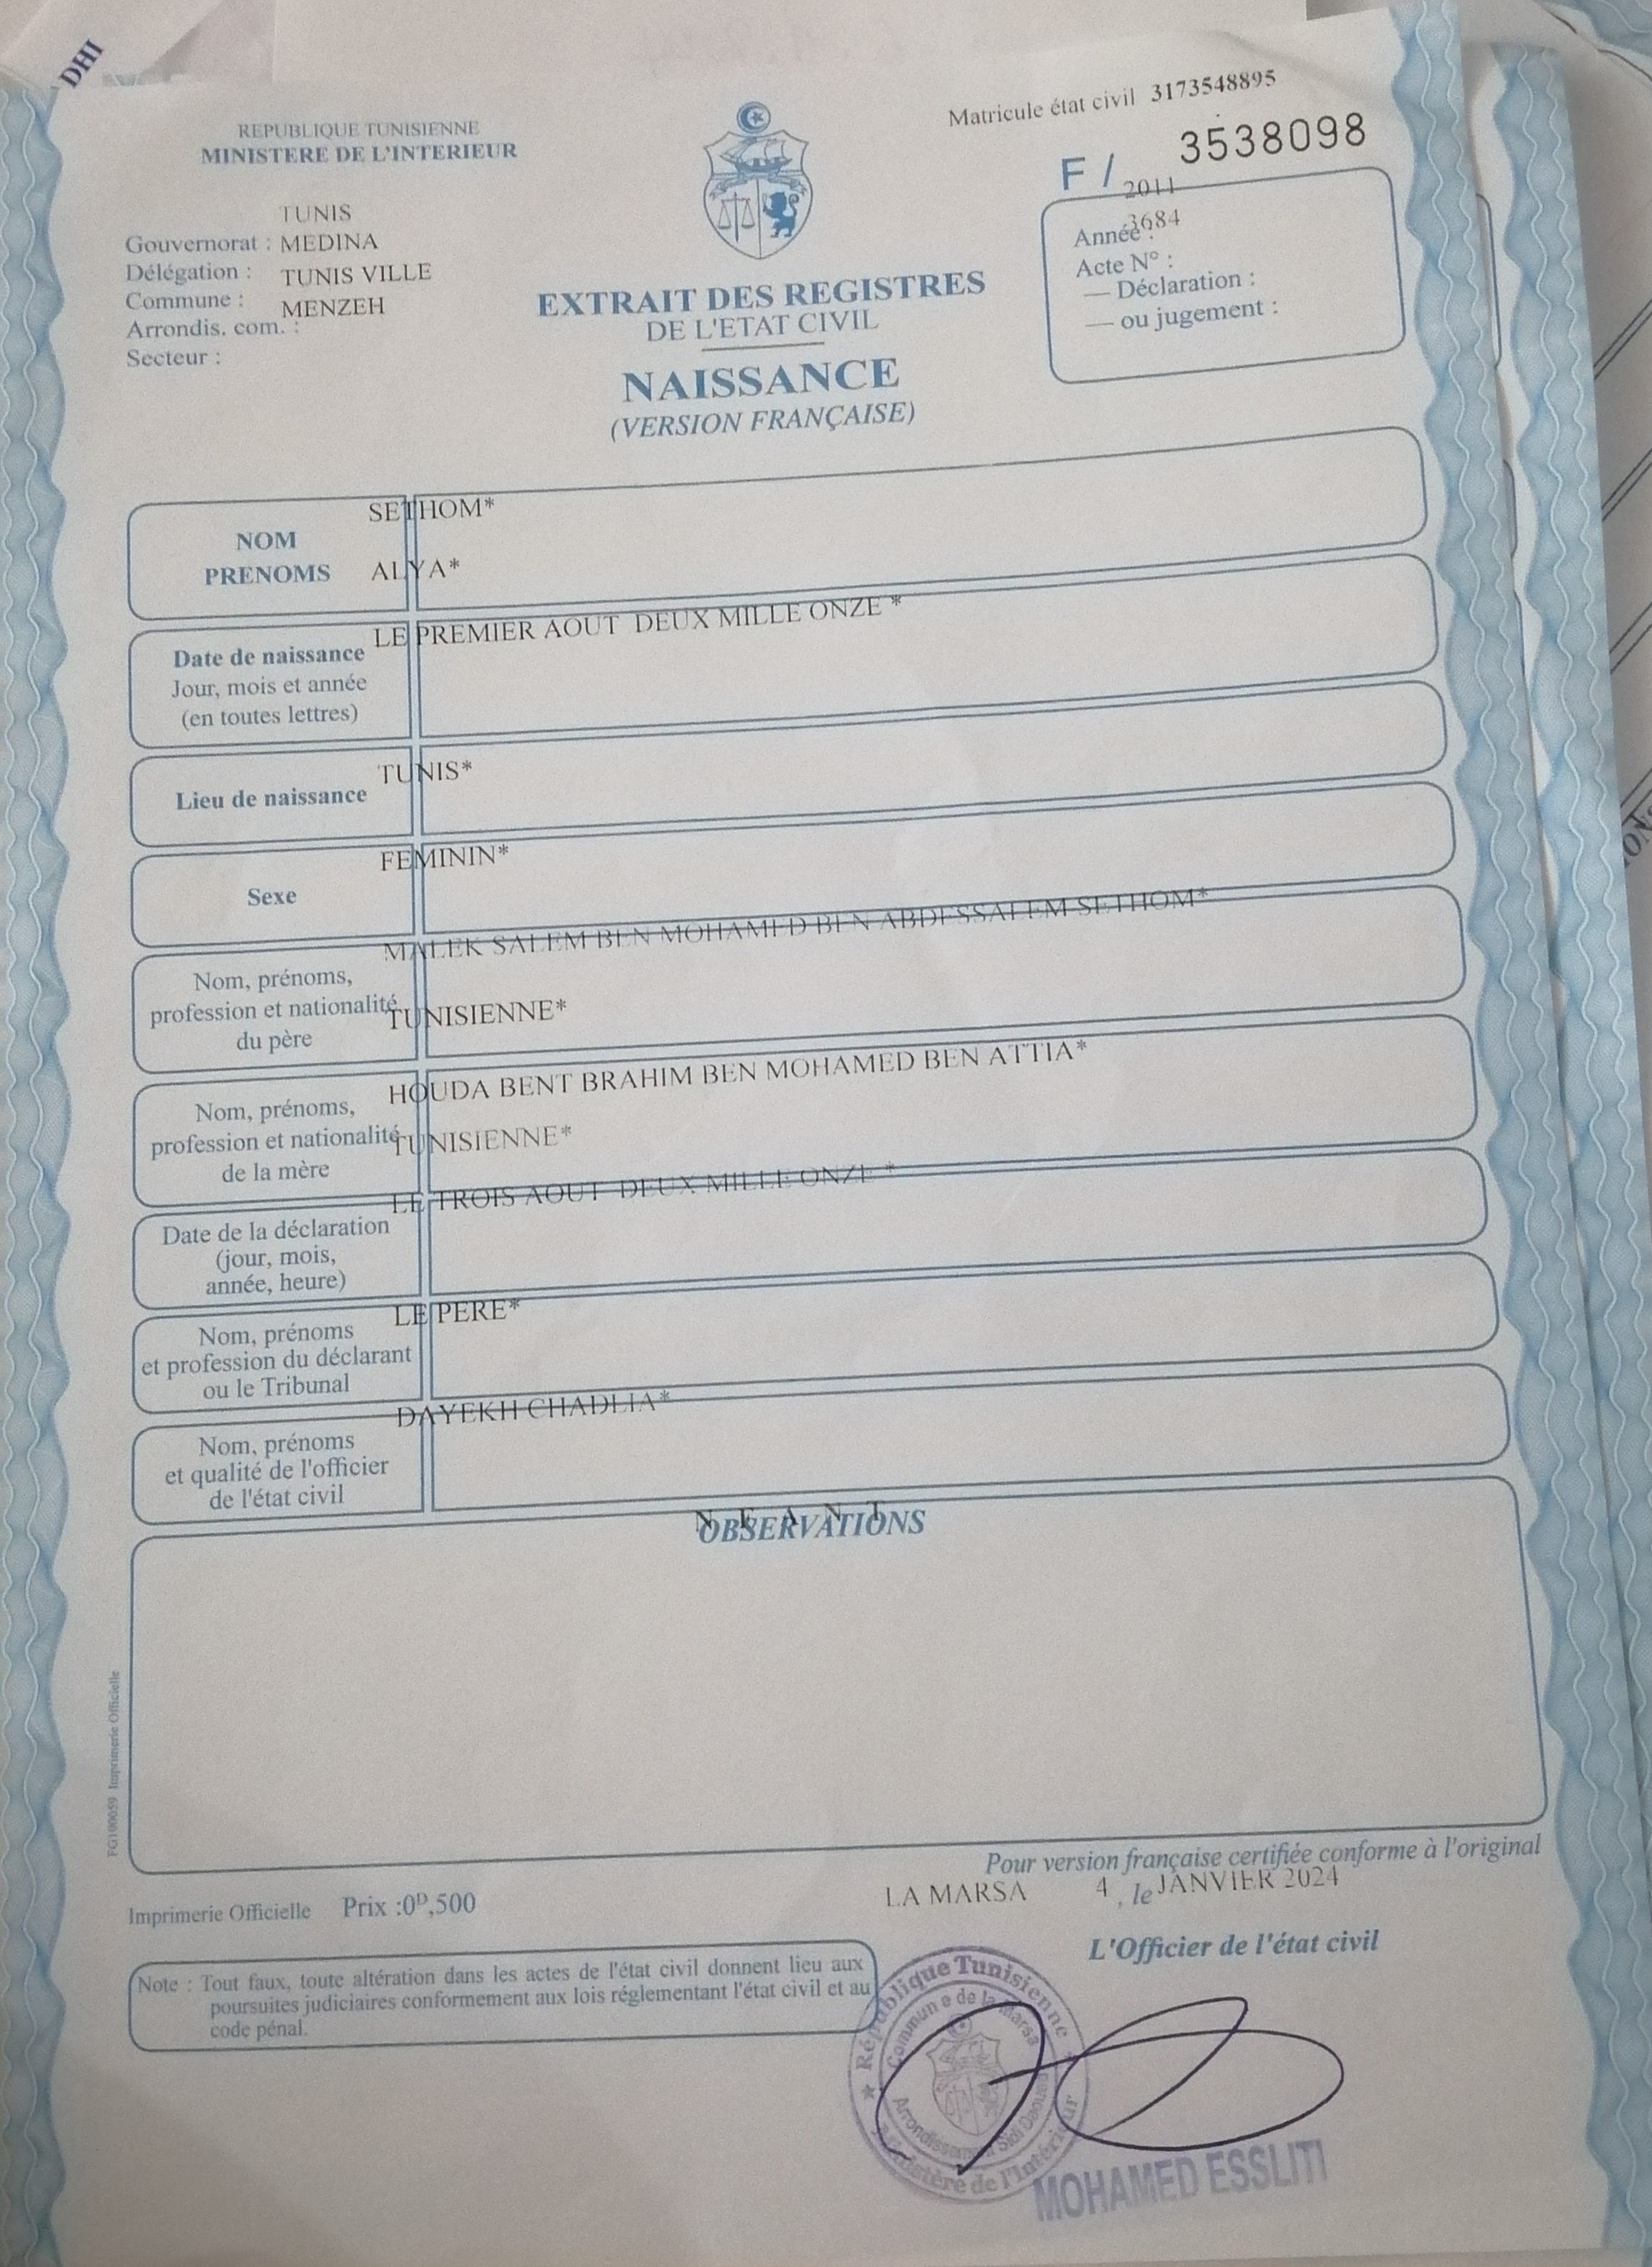 DHI
REPUBLIQUE TUNISIENNE
MINISTERE DE L'INTERIEUR
Matricule état civil 3173548895
F / 3538098
TUNIS
Gouvernorat : MEDINA
Délégation : TUNIS VILLE
Commune : MENZEH
Arrondis. com. :
Secteur :
2011
3684
Année :
Acte N° :
— Déclaration :
— ou jugement :
EXTRAIT DES REGISTRES
DE L'ETAT CIVIL
NAISSANCE
(VERSION FRANÇAISE)
SETHOM*
NOM
PRENOMS ALYA*
LE PREMIER AOUT DEUX MILLE ONZE *
Date de naissance
Jour, mois et année
(en toutes lettres)
TUNIS*
Lieu de naissance
FEMININ*
Sexe
MALEK SALEM BEN MOHAMED BEN ABDESSALEM SETHOM*
Nom, prénoms,
profession et nationalité
du père
TUNISIENNE*
HOUDA BENT BRAHIM BEN MOHAMED BEN ATTIA*
Nom, prénoms,
profession et nationalité
de la mère
TUNISIENNE*
LE TROIS AOUT DEUX MILLE ONZE *
Date de la déclaration
(jour, mois,
année, heure)
LE PERE*
Nom, prénoms
et profession du déclarant
ou le Tribunal
DAYEKH CHADLIA*
Nom, prénoms
et qualité de l'officier
de l'état civil
N E A N T
OBSERVATIONS
FG100059 Imprimerie Officielle
Pour version française certifiée conforme à l'original
LA MARSA 4 , le JANVIER 2024
Imprimerie Officielle Prix :0ᴰ,500
L'Officier de l'état civil
Note : Tout faux, toute altération dans les actes de l'état civil donnent lieu aux
poursuites judiciaires conformement aux lois réglementant l'état civil et au
code pénal.
République Tunisienne
Commune de la Marsa
Arrondissement Sidi Daoued
Ministère de l'Intérieur
MOHAMED ESSLITI